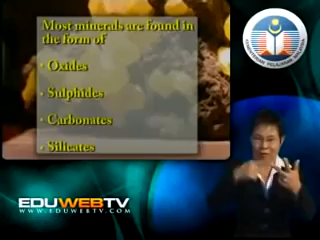 Most minerals are found in
the form of
· Oxides
· Sulphides
· Carbonates
· Silicates
EDUWEBTV
WWW.EDUWEBTV.COM